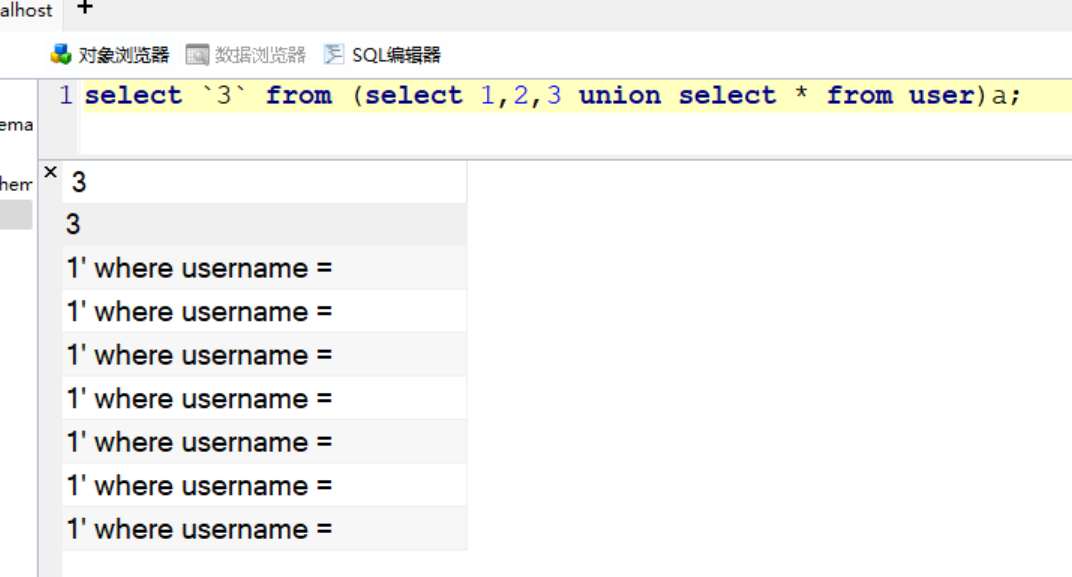 alhost +
对象浏览器 数据浏览器 SQL编辑器
1 select `3` from (select 1,2,3 union select * from user)a;
ema
hem
× 3
3
1' where username =
1' where username =
1' where username =
1' where username =
1' where username =
1' where username =
1' where username =